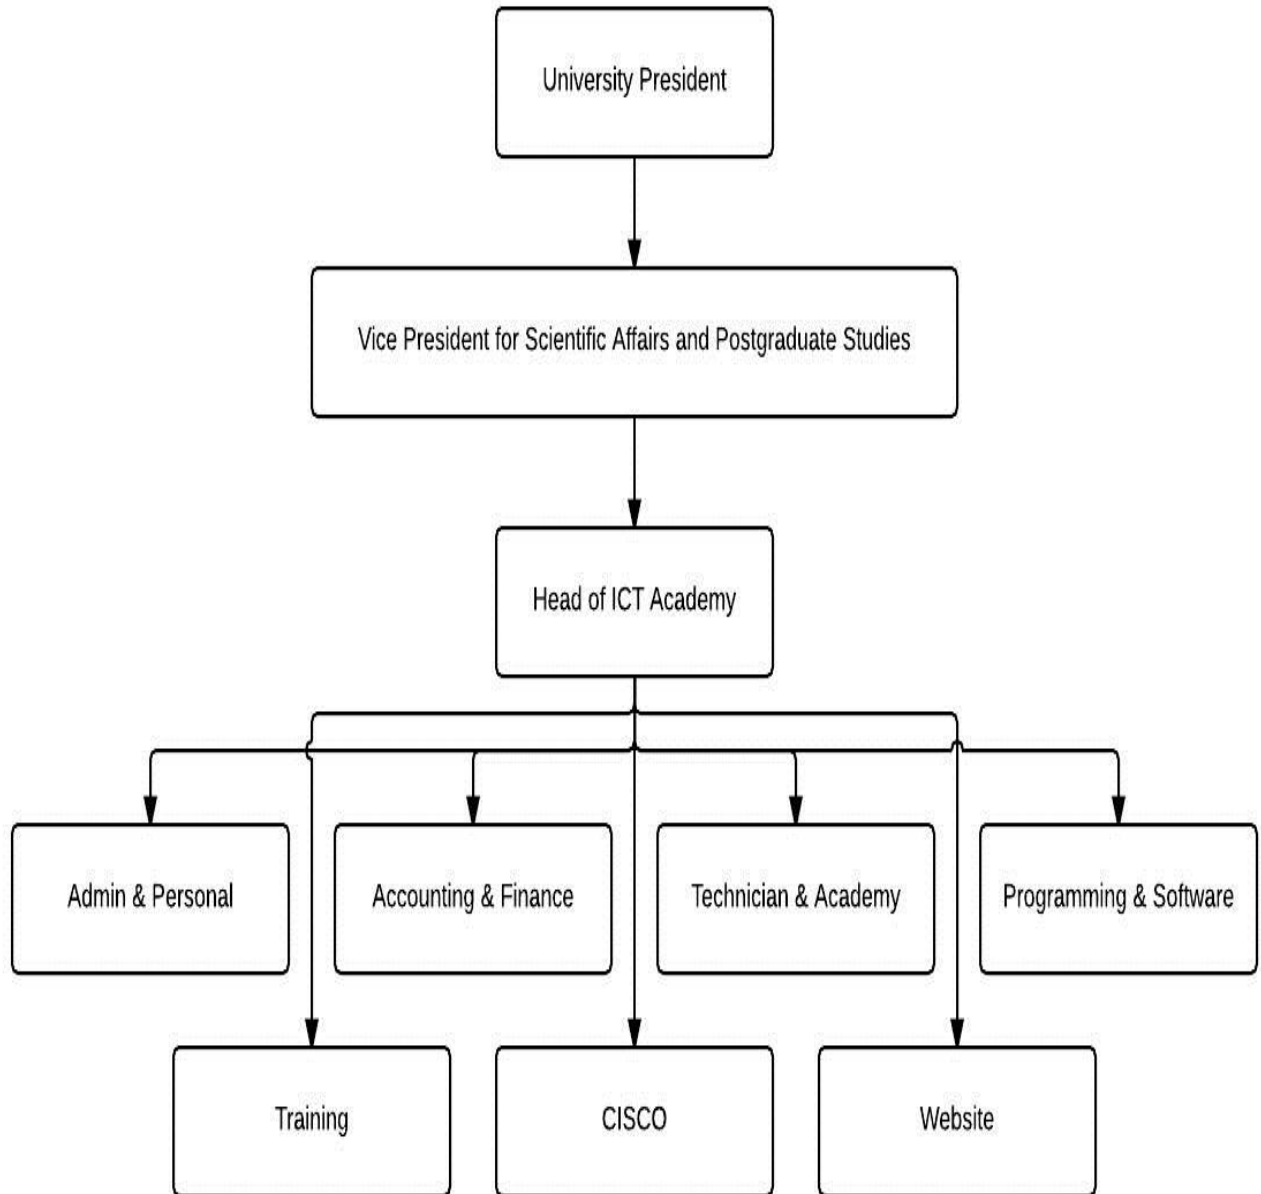 University President
Vice President for Scientific Affairs and Postgraduate Studies
Head of ICT Academy
Admin & Personal
Accounting & Finance
Technician & Academy
Programming & Software
Training
CISCO
Website